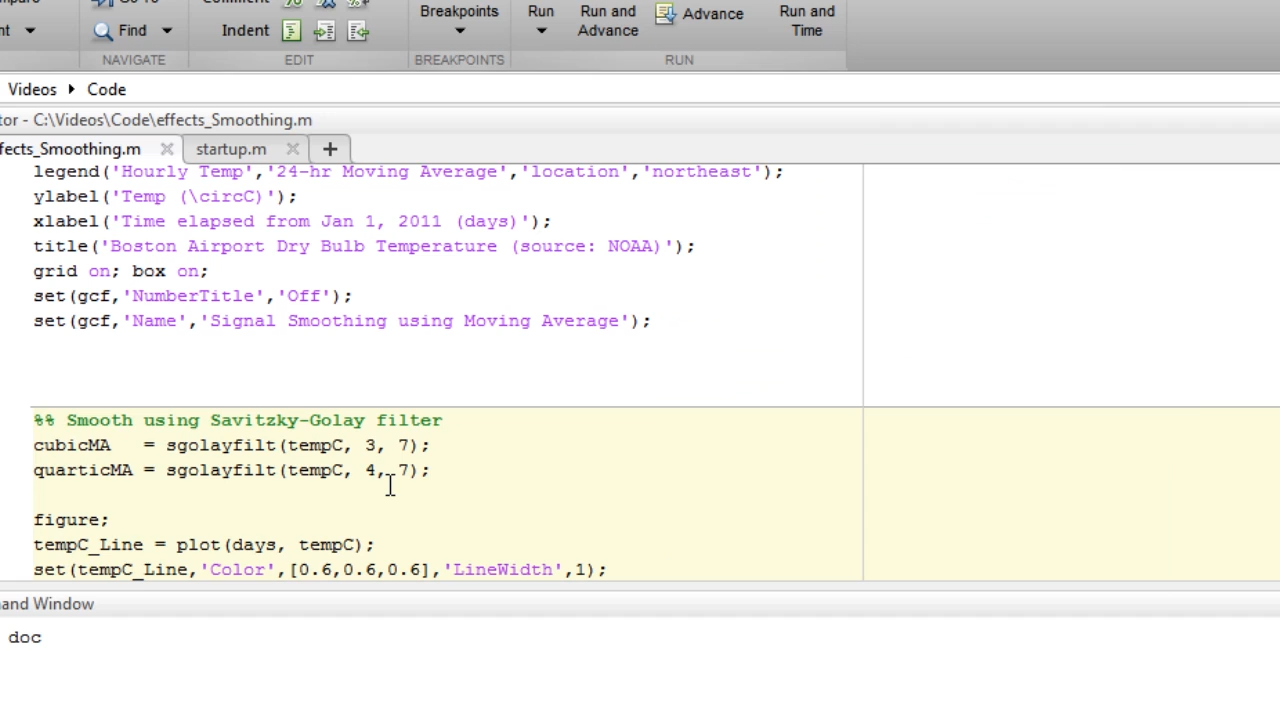 Go To
Comment
nt
Find
Indent
Breakpoints
Run
Run and
Advance
Advance
Run and
Time
NAVIGATE
EDIT
BREAKPOINTS
RUN
Videos
Code
tor - C:\Videos\Code\effects_Smoothing.m
ffects_Smoothing.m
startup.m
legend('Hourly Temp','24-hr Moving Average','location','northeast');
ylabel('Temp (\circC)');
xlabel('Time elapsed from Jan 1, 2011 (days)');
title('Boston Airport Dry Bulb Temperature (source: NOAA)');
grid on; box on;
set(gcf,'NumberTitle','Off');
set(gcf,'Name','Signal Smoothing using Moving Average');
%% Smooth using Savitzky-Golay filter
cubicMA   = sgolayfilt(tempC, 3, 7);
quarticMA = sgolayfilt(tempC, 4, 7);
figure;
tempC_Line = plot(days, tempC);
set(tempC_Line,'Color',[0.6,0.6,0.6],'LineWidth',1);
and Window
doc